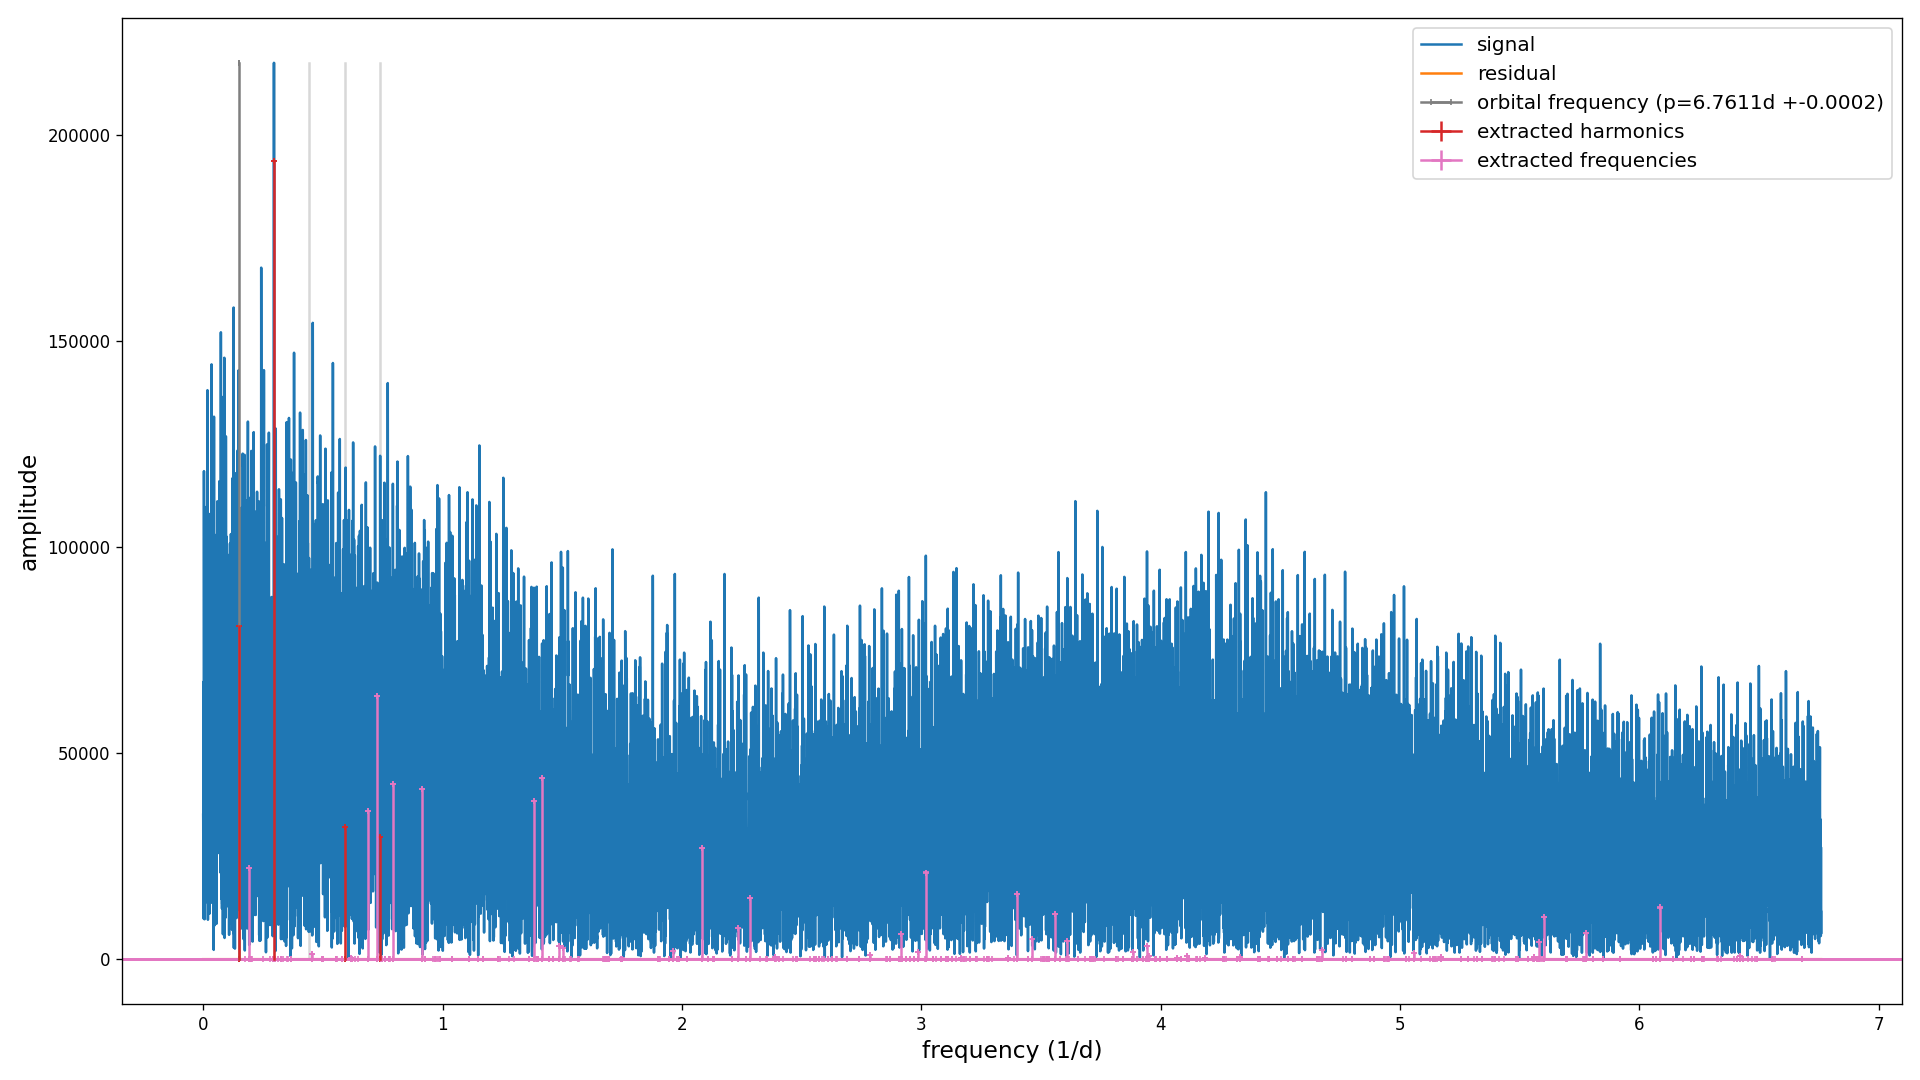 signal
residual
orbital frequency (p=6.7611d +-0.0002)
extracted harmonics
extracted frequencies
200000
150000
100000
50000
0
amplitude
0 1 2 3 4 5 6 7
frequency (1/d)